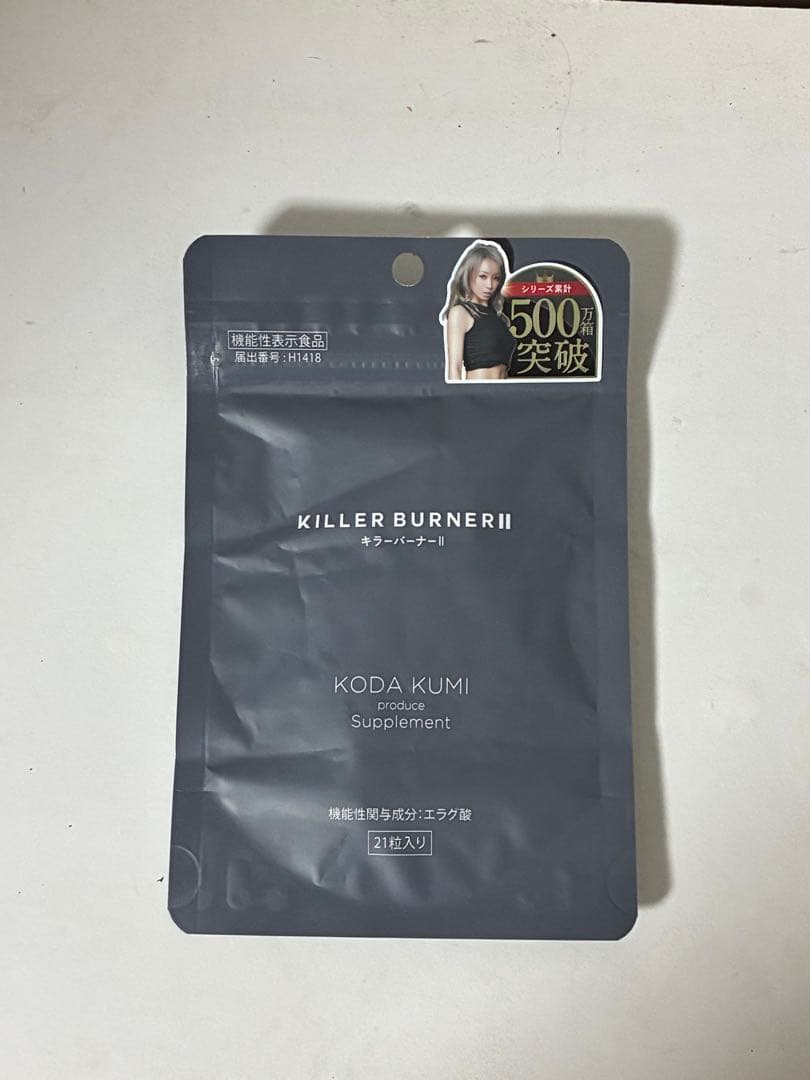 機能性表示食品
届出番号:H1418
シリーズ累計
500万箱
突破
KILLER BURNERⅡ
キラーバーナーⅡ
KODA KUMI
produce
Supplement
機能性関与成分:エラグ酸
21粒入り